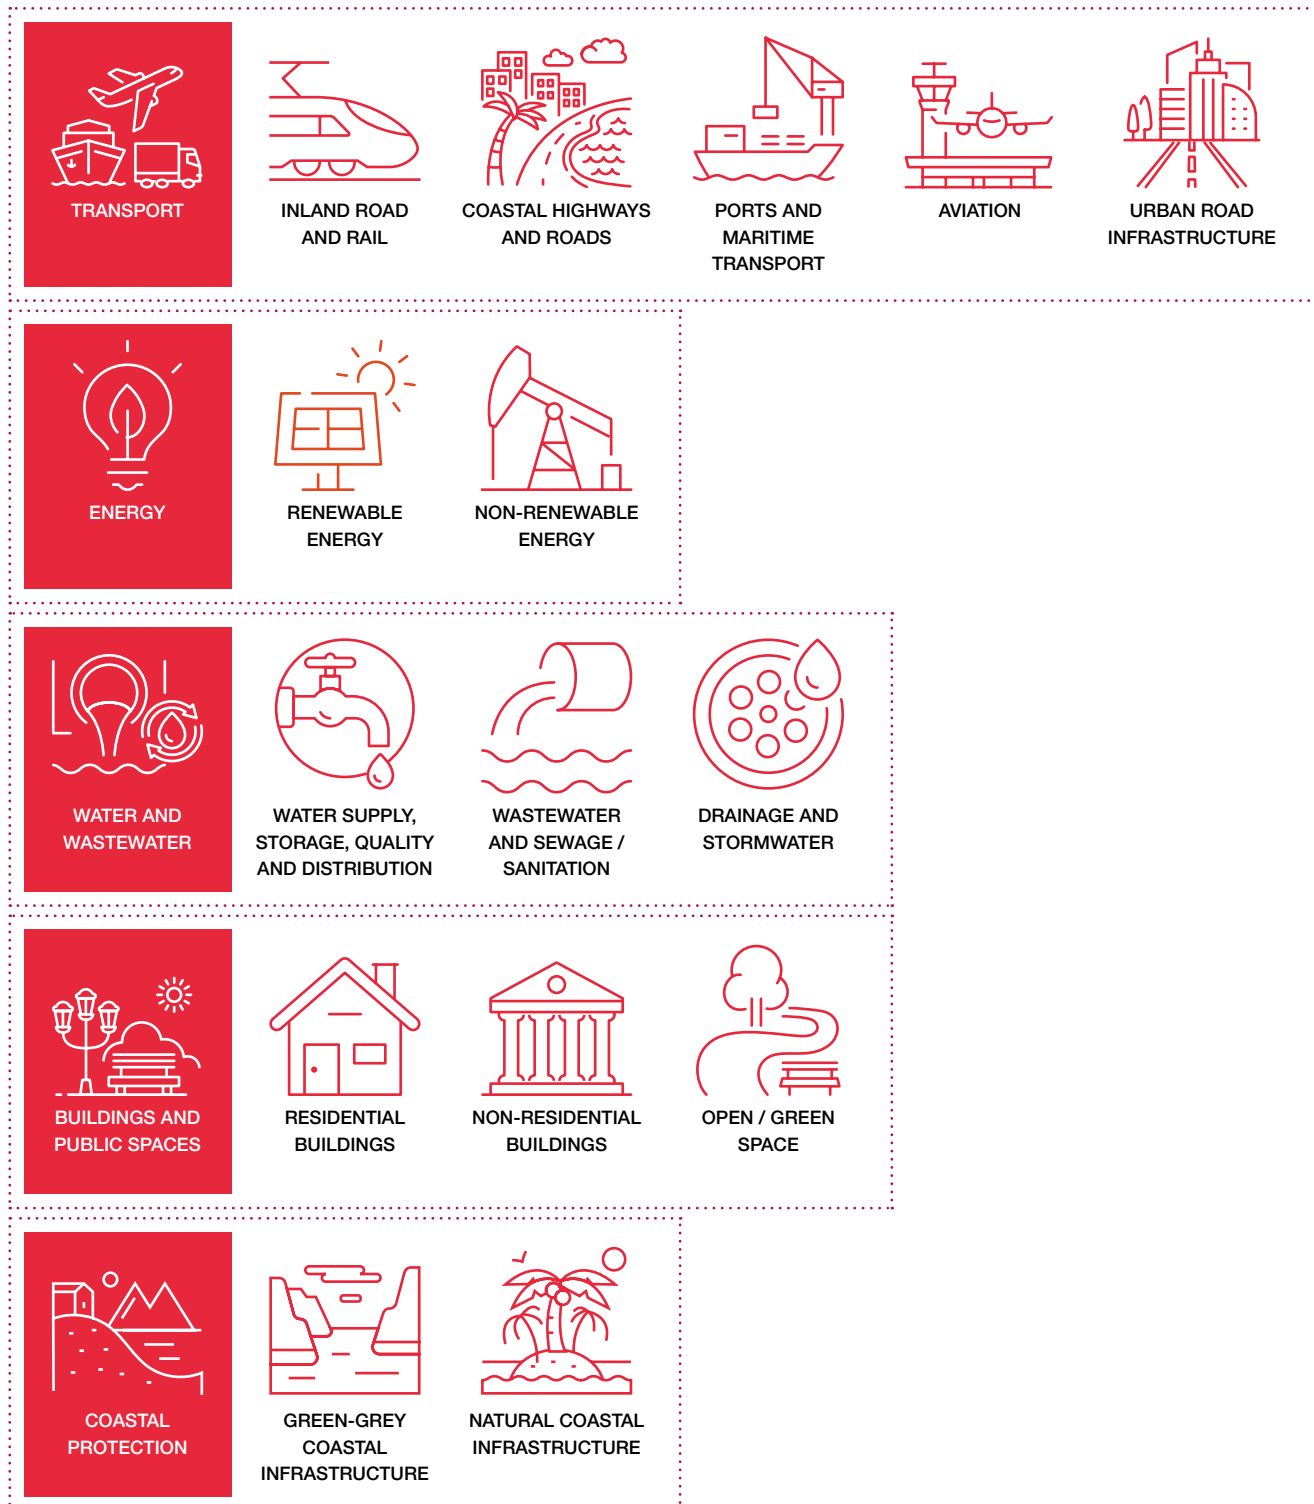 TRANSPORT
INLAND ROAD
AND RAIL
COASTAL HIGHWAYS
AND ROADS
PORTS AND
MARITIME
TRANSPORT
AVIATION
URBAN ROAD
INFRASTRUCTURE
ENERGY
RENEWABLE
ENERGY
NON-RENEWABLE
ENERGY
WATER AND
WASTEWATER
WATER SUPPLY,
STORAGE, QUALITY
AND DISTRIBUTION
WASTEWATER
AND SEWAGE /
SANITATION
DRAINAGE AND
STORMWATER
BUILDINGS AND
PUBLIC SPACES
RESIDENTIAL
BUILDINGS
NON-RESIDENTIAL
BUILDINGS
OPEN / GREEN
SPACE
COASTAL
PROTECTION
GREEN-GREY
COASTAL
INFRASTRUCTURE
NATURAL COASTAL
INFRASTRUCTURE